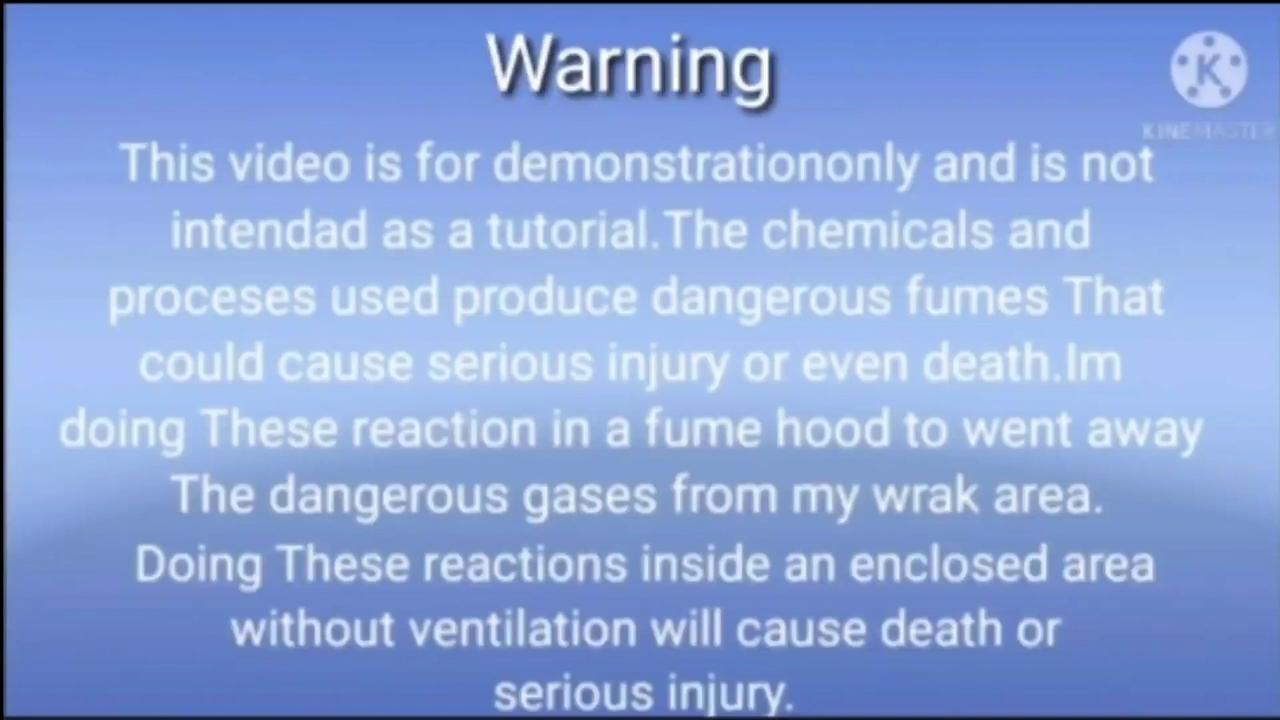 Warning
KINEMASTER
This video is for demonstrationonly and is not
intendad as a tutorial.The chemicals and
proceses used produce dangerous fumes That
could cause serious injury or even death.Im
doing These reaction in a fume hood to went away
The dangerous gases from my wrak area.
Doing These reactions inside an enclosed area
without ventilation will cause death or
serious injury.